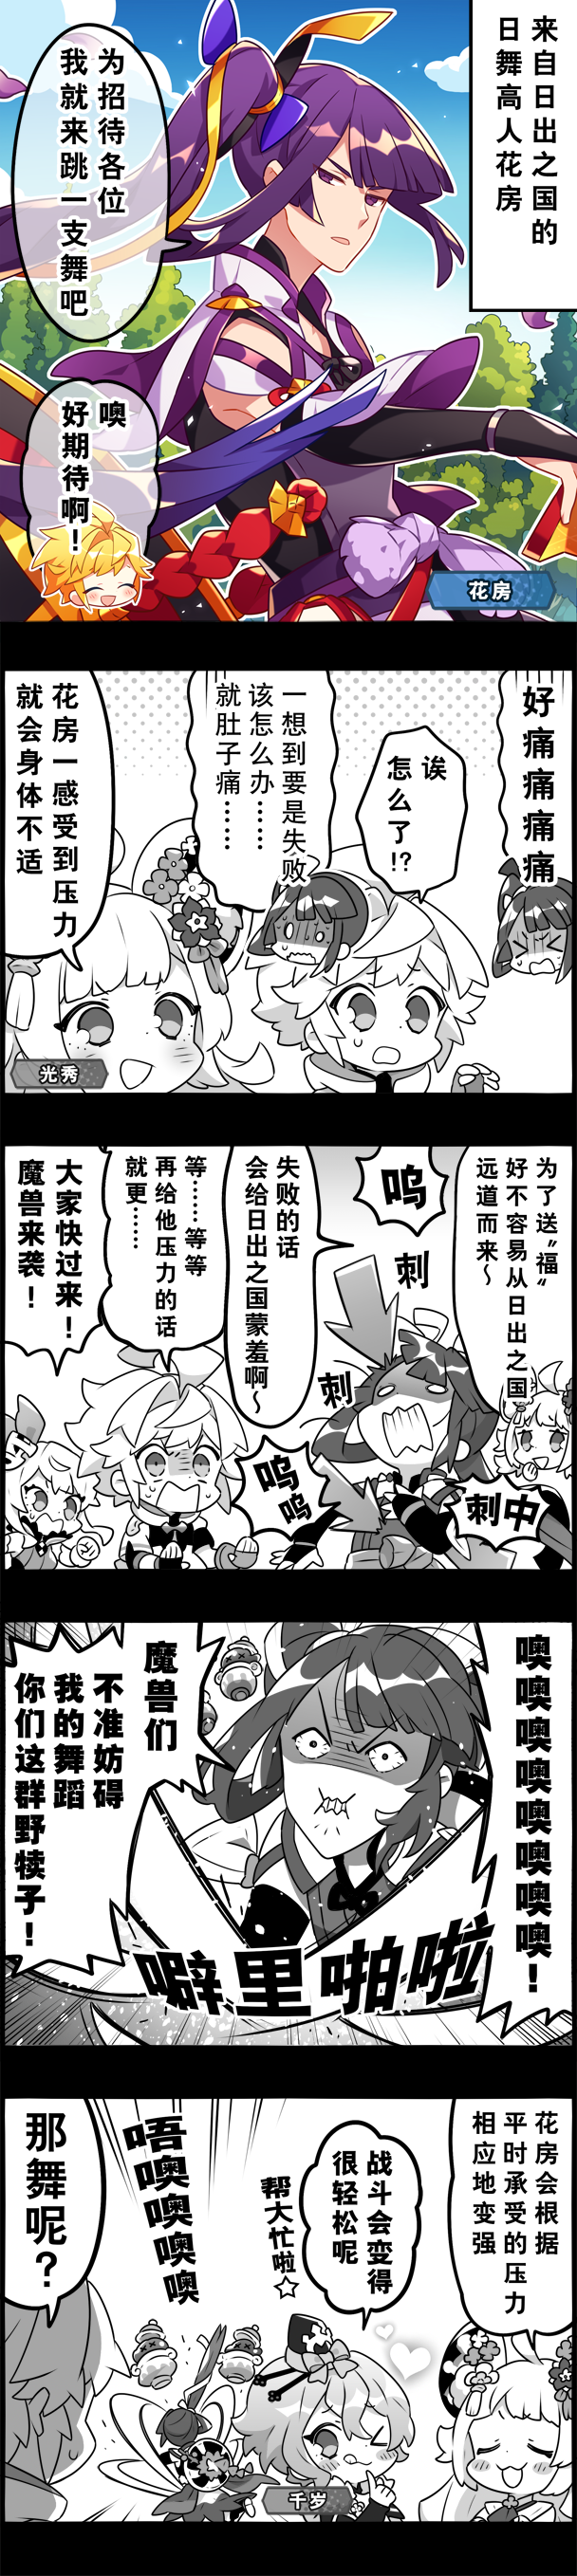 来自日出之国的
日舞高人花房
为招待各位
我就来跳一支舞吧
噢
好期待啊！
花房
好痛痛痛痛
诶
怎么了!?
一想到要是失败
该怎么办……
就肚子痛……
花房一感受到压力
就会身体不适
光秀
为了送〝福〞
好不容易从日出之国
远道而来～
呜
刺
刺
刺中
呜呜
失败的话
会给日出之国蒙羞啊～
等……等等
再给他压力的话
就更……
大家快过来！
魔兽来袭！
噢噢噢噢噢噢噢噢！
魔兽们
不准妨碍
我的舞蹈
你们这群野犊子！
噼里啪啦
花房会根据
平时承受的压力
相应地变强
战斗会变得
很轻松呢
帮大忙啦☆
唔噢噢噢噢
那舞呢？
千岁